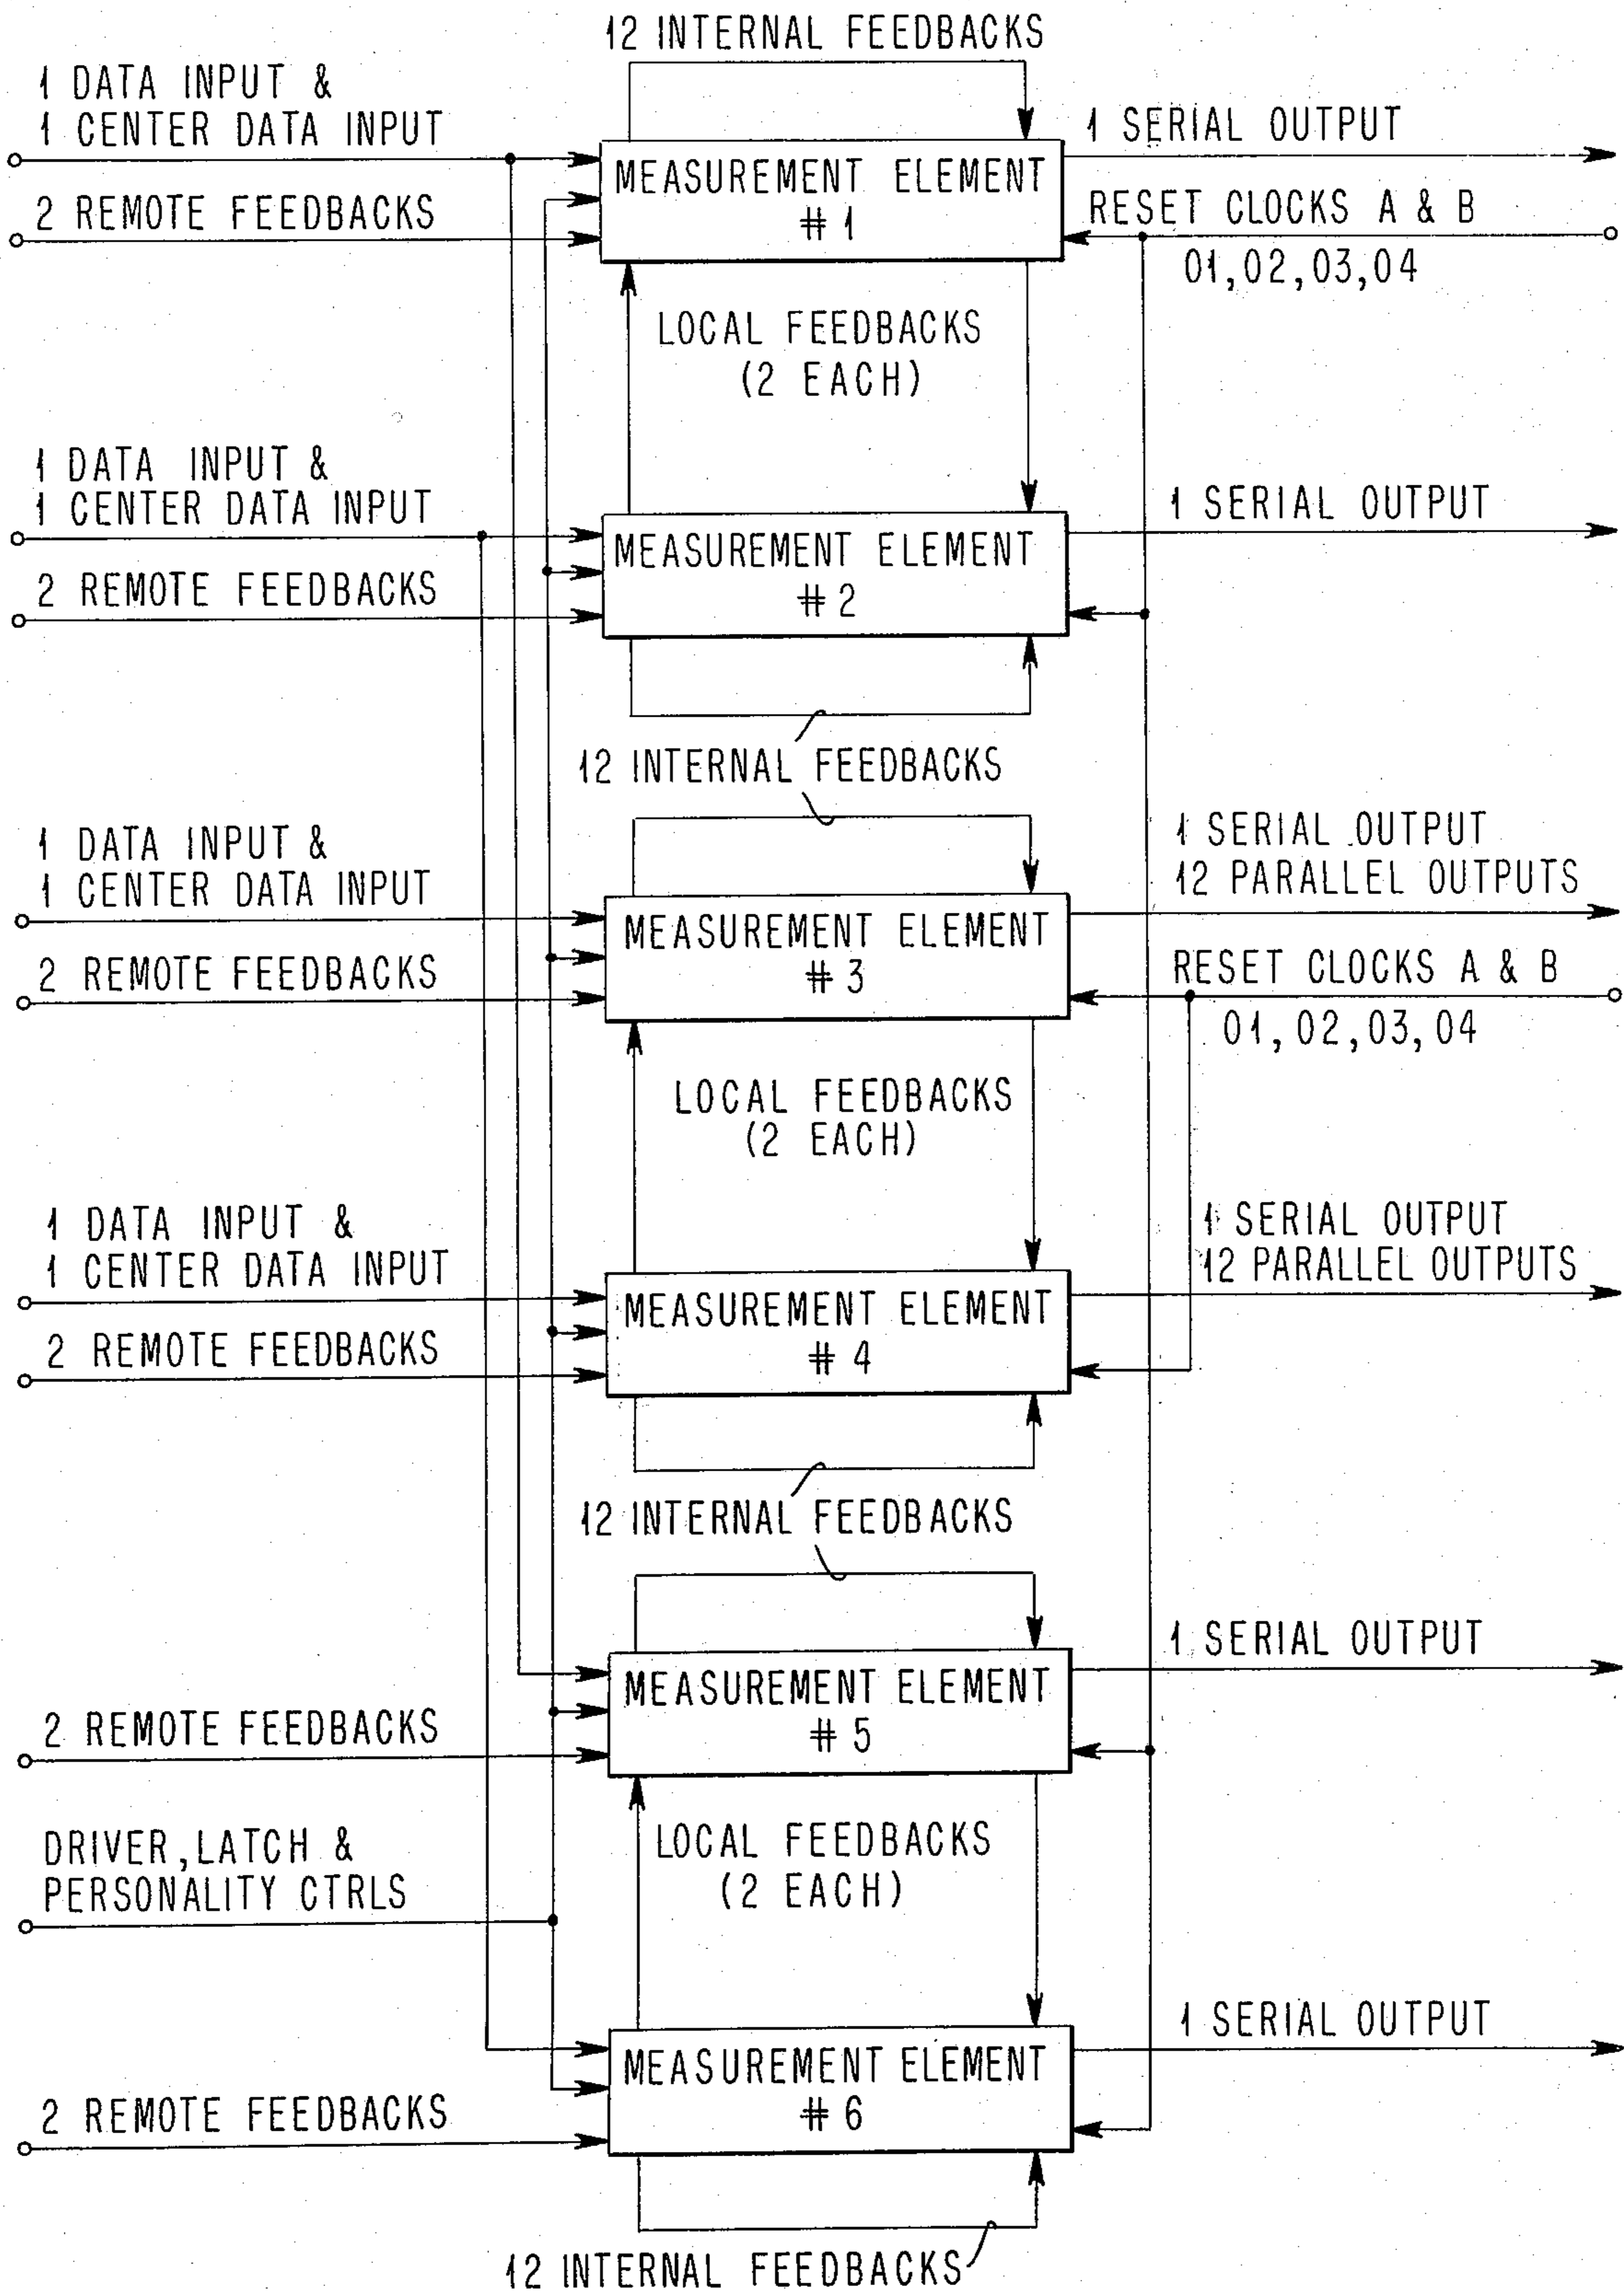 12 INTERNAL FEEDBACKS
1 DATA INPUT &
1 CENTER DATA INPUT
2 REMOTE FEEDBACKS
MEASUREMENT ELEMENT
# 1
1 SERIAL OUTPUT
RESET CLOCKS A & B
01,02,03,04
LOCAL FEEDBACKS
(2 EACH)
1 DATA INPUT &
1 CENTER DATA INPUT
2 REMOTE FEEDBACKS
MEASUREMENT ELEMENT
# 2
1 SERIAL OUTPUT
12 INTERNAL FEEDBACKS
1 DATA INPUT &
1 CENTER DATA INPUT
2 REMOTE FEEDBACKS
MEASUREMENT ELEMENT
# 3
1 SERIAL OUTPUT
12 PARALLEL OUTPUTS
RESET CLOCKS A & B
01,02,03,04
LOCAL FEEDBACKS
(2 EACH)
1 DATA INPUT &
1 CENTER DATA INPUT
2 REMOTE FEEDBACKS
MEASUREMENT ELEMENT
# 4
1 SERIAL OUTPUT
12 PARALLEL OUTPUTS
12 INTERNAL FEEDBACKS
2 REMOTE FEEDBACKS
MEASUREMENT ELEMENT
# 5
1 SERIAL OUTPUT
DRIVER, LATCH &
PERSONALITY CTRLS
LOCAL FEEDBACKS
(2 EACH)
2 REMOTE FEEDBACKS
MEASUREMENT ELEMENT
# 6
1 SERIAL OUTPUT
12 INTERNAL FEEDBACKS